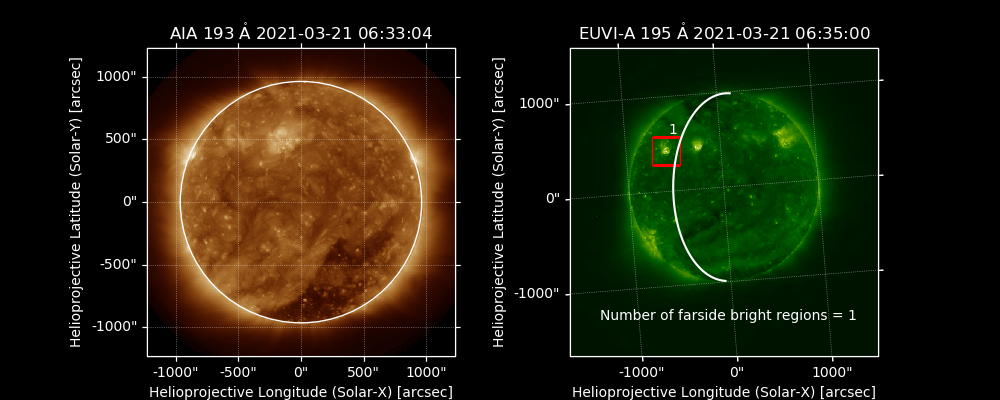 AIA 193 Å 2021-03-21 06:33:04
Helioprojective Latitude (Solar-Y) [arcsec]
1000"
500"
0"
-500"
-1000"
-1000" -500" 0" 500" 1000"
Helioprojective Longitude (Solar-X) [arcsec]
EUVI-A 195 Å 2021-03-21 06:35:00
Helioprojective Latitude (Solar-Y) [arcsec]
1000"
0"
-1000"
1
Number of farside bright regions = 1
-1000" 0" 1000"
Helioprojective Longitude (Solar-X) [arcsec]